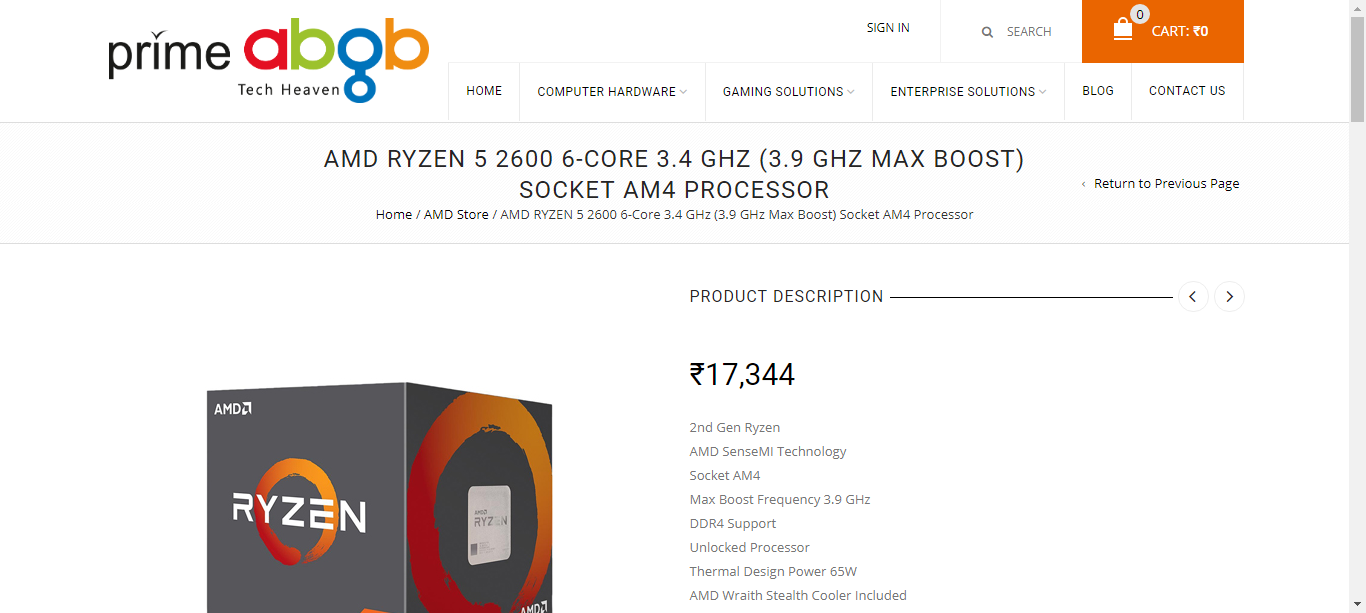 prime abgb
Tech Heaven
SIGN IN
SEARCH
0
CART: ₹0
HOME
COMPUTER HARDWARE
GAMING SOLUTIONS
ENTERPRISE SOLUTIONS
BLOG
CONTACT US
AMD RYZEN 5 2600 6-CORE 3.4 GHZ (3.9 GHZ MAX BOOST)
SOCKET AM4 PROCESSOR
‹ Return to Previous Page
Home / AMD Store / AMD RYZEN 5 2600 6-Core 3.4 GHz (3.9 GHz Max Boost) Socket AM4 Processor
PRODUCT DESCRIPTION
₹17,344
2nd Gen Ryzen
AMD SenseMI Technology
Socket AM4
Max Boost Frequency 3.9 GHz
DDR4 Support
Unlocked Processor
Thermal Design Power 65W
AMD Wraith Stealth Cooler Included
AMD
RYZEN
AMD
RYZEN
AMD